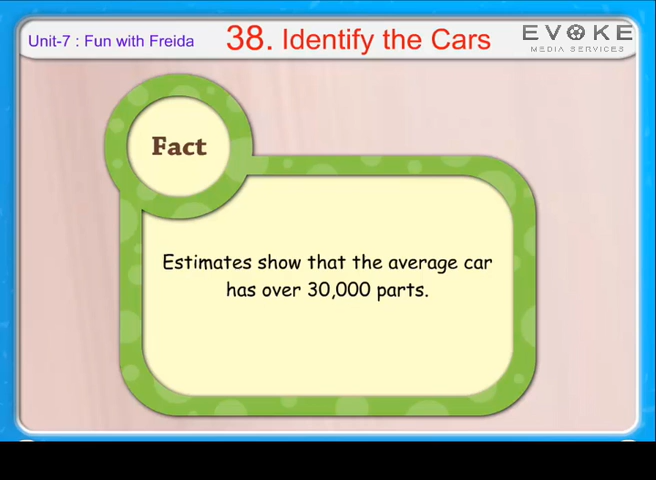 Unit-7 : Fun with Freida
38. Identify the Cars
EVOKE
MEDIA SERVICES
Fact
Estimates show that the average car
has over 30,000 parts.